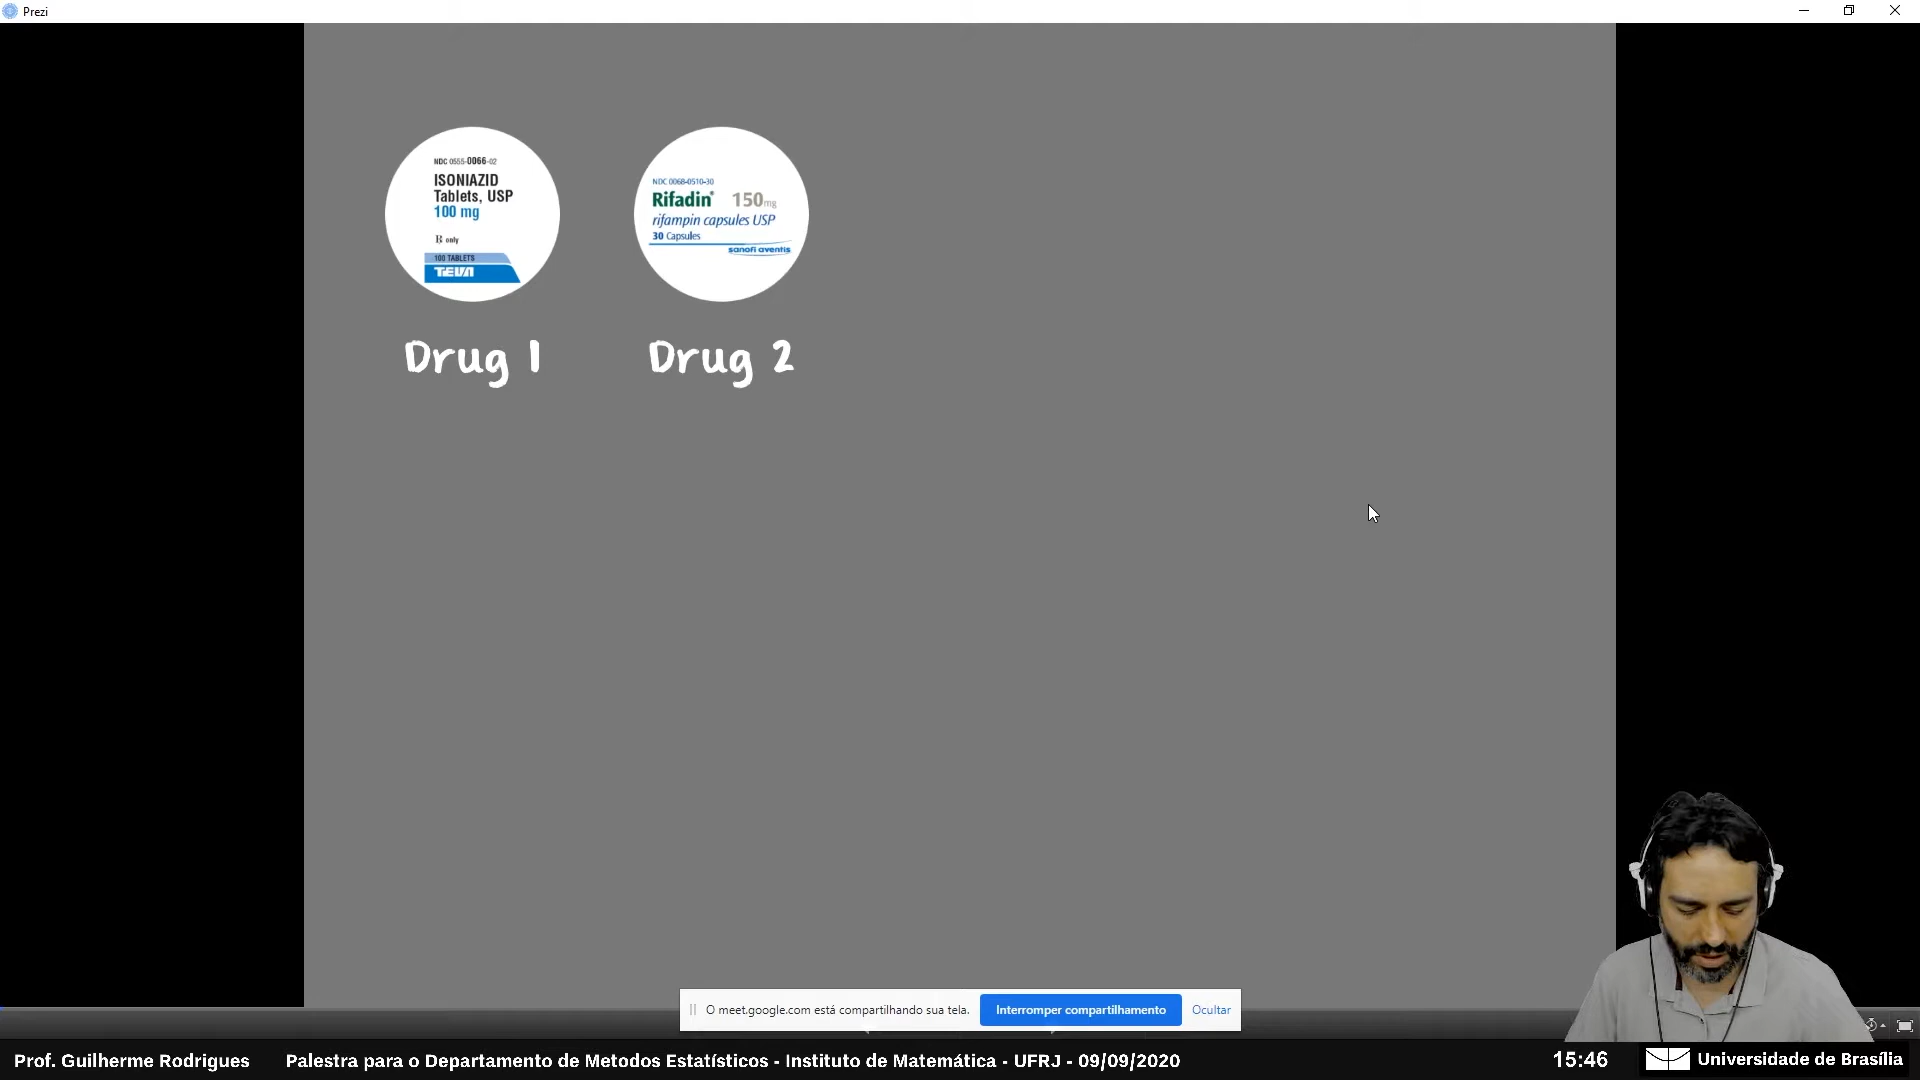 Prezi
NDC 0555-0066-02
ISONIAZID
Tablets, USP
100 mg
℞ only
100 TABLETS
TEVA
NDC 0068-0510-30
Rifadin® 150mg
rifampin capsules USP
30 Capsules
sanofi aventis
Drug 1
Drug 2
O meet.google.com está compartilhando sua tela.
Interromper compartilhamento
Ocultar
Prof. Guilherme Rodrigues
Palestra para o Departamento de Metodos Estatísticos - Instituto de Matemática - UFRJ - 09/09/2020
15:46
Universidade de Brasília